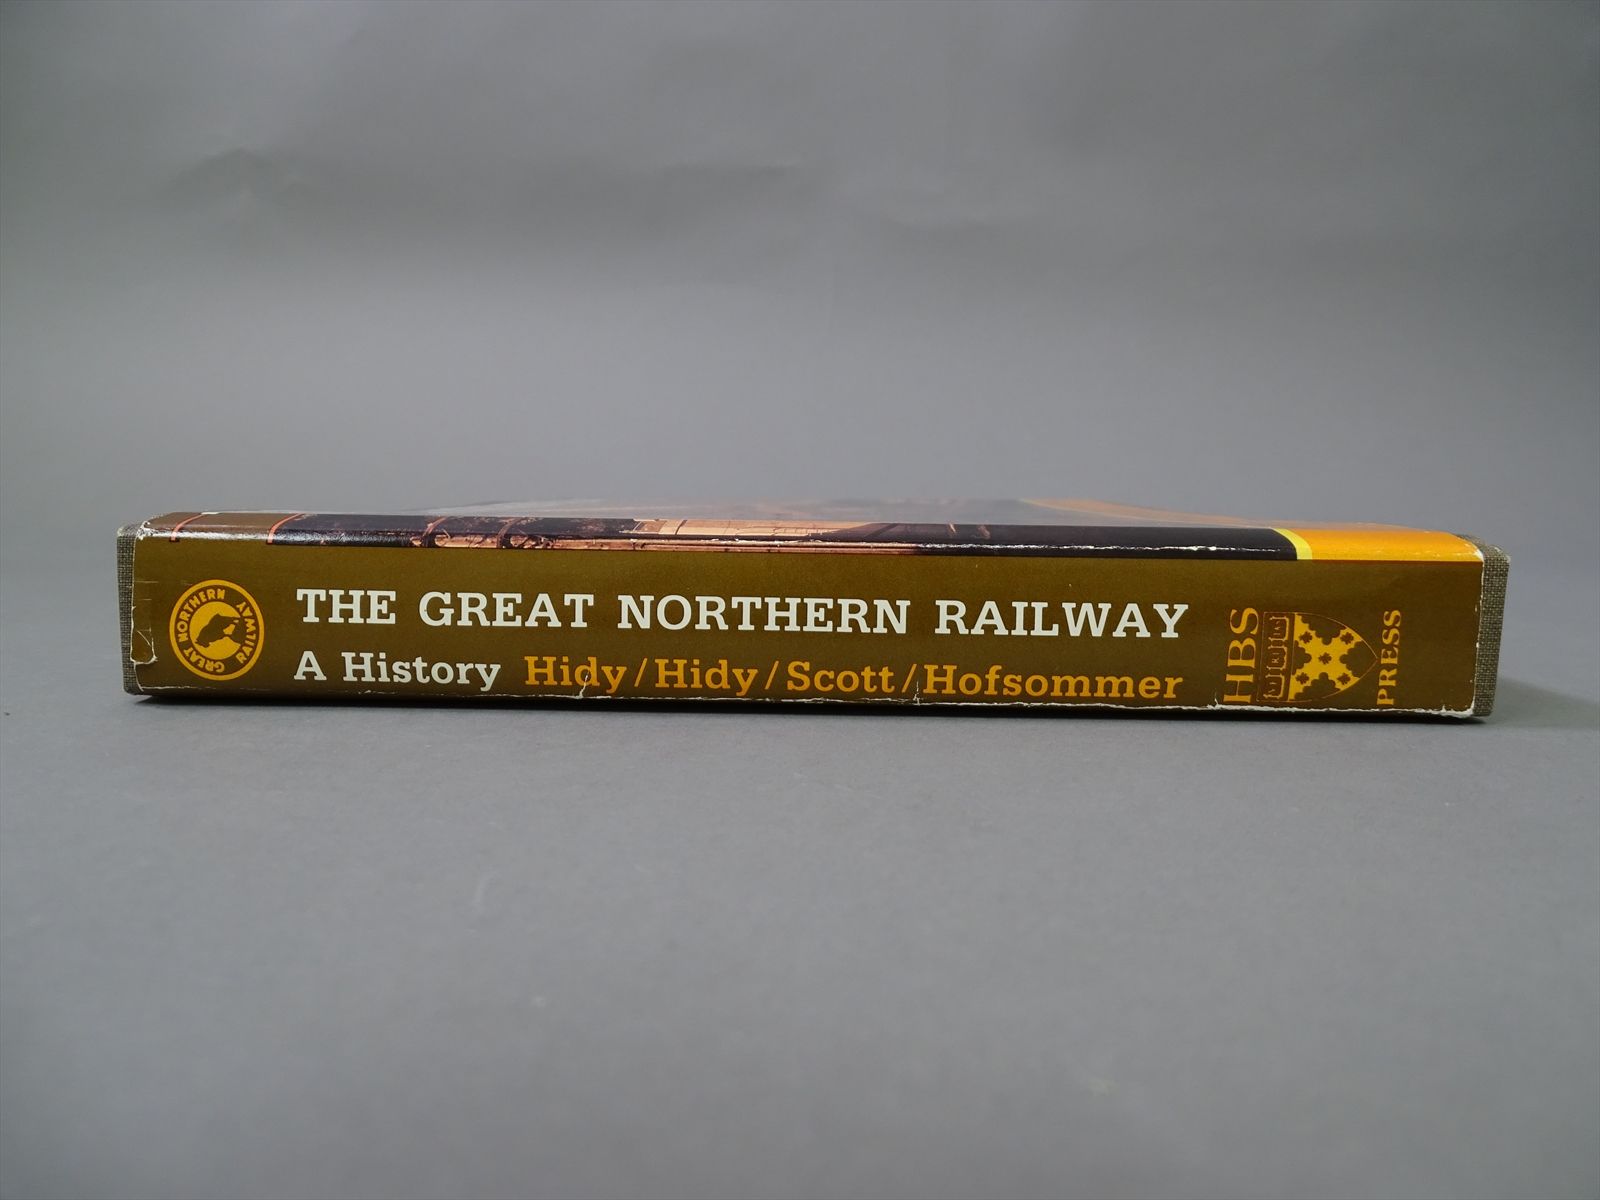 GREAT NORTHERN RAILWAY
THE GREAT NORTHERN RAILWAY
A History Hidy/Hidy/Scott/Hofsommer
HBS
PRESS